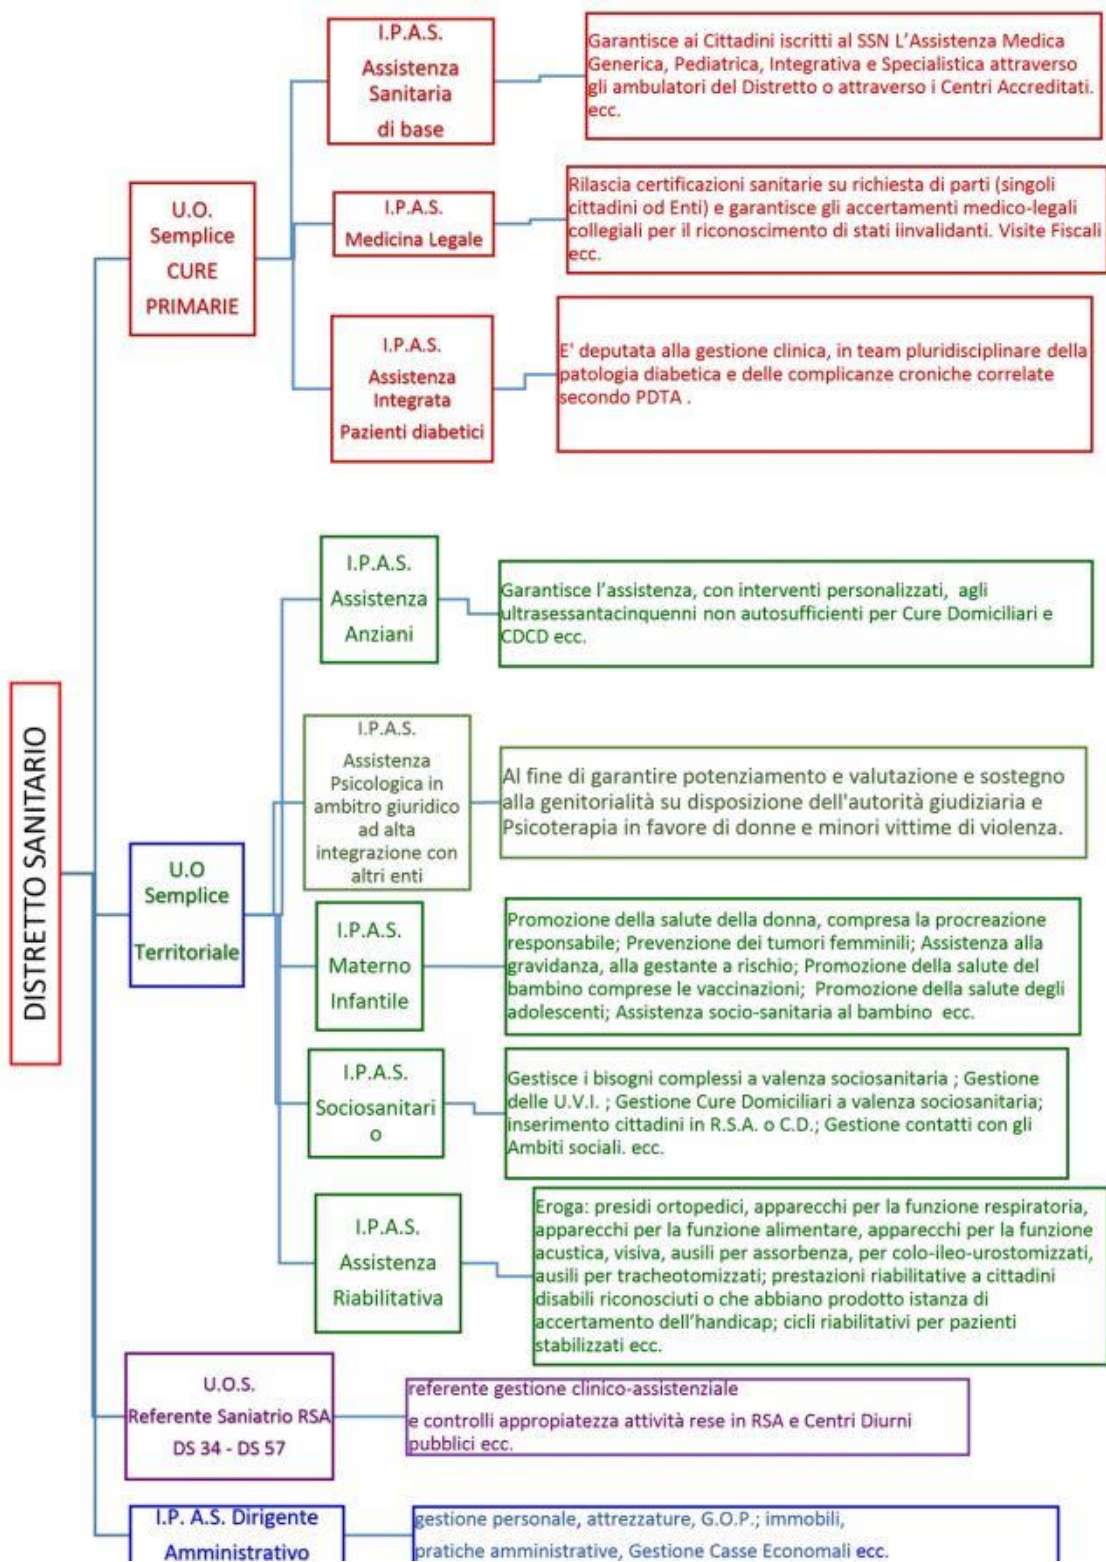 I.P.A.S.
Assistenza
Sanitaria
di base
Garantisce ai Cittadini iscritti al SSN L'Assistenza Medica
Generica, Pediatrica, Integrativa e Specialistica attraverso
gli ambulatori del Distretto o attraverso i Centri Accreditati.
ecc.
U.O.
Semplice
CURE
PRIMARIE
I.P.A.S.
Medicina Legale
Rilascia certificazioni sanitarie su richiesta di parti (singoli
cittadini od Enti) e garantisce gli accertamenti medico-legali
collegiali per il riconoscimento di stati iinvalidanti. Visite Fiscali
ecc.
I.P.A.S.
Assistenza
Integrata
Pazienti diabetici
E' deputata alla gestione clinica, in team pluridisciplinare della
patologia diabetica e delle complicanze croniche correlate
secondo PDTA .
DISTRETTO SANITARIO
U.O
Semplice
Territoriale
I.P.A.S.
Assistenza
Anziani
Garantisce l'assistenza, con interventi personalizzati, agli
ultrasessantacinquenni non autosufficienti per Cure Domiciliari e
CDCD ecc.
I.P.A.S.
Assistenza
Psicologica in
ambitro giuridico
ad alta
integrazione con
altri enti
Al fine di garantire potenziamento e valutazione e sostegno
alla genitorialità su disposizione dell'autorità giudiziaria e
Psicoterapia in favore di donne e minori vittime di violenza.
I.P.A.S.
Materno
Infantile
Promozione della salute della donna, compresa la procreazione
responsabile; Prevenzione dei tumori femminili; Assistenza alla
gravidanza, alla gestante a rischio; Promozione della salute del
bambino comprese le vaccinazioni; Promozione della salute degli
adolescenti; Assistenza socio-sanitaria al bambino ecc.
I.P.A.S.
Sociosanitari
o
Gestisce i bisogni complessi a valenza sociosanitaria ; Gestione
delle U.V.I. ; Gestione Cure Domiciliari a valenza sociosanitaria;
inserimento cittadini in R.S.A. o C.D.; Gestione contatti con gli
Ambiti sociali. ecc.
I.P.A.S.
Assistenza
Riabilitativa
Eroga: presidi ortopedici, apparecchi per la funzione respiratoria,
apparecchi per la funzione alimentare, apparecchi per la funzione
acustica, visiva, ausili per assorbenza, per colo-ileo-urostomizzati,
ausili per tracheotomizzati; prestazioni riabilitative a cittadini
disabili riconosciuti o che abbiano prodotto istanza di
accertamento dell'handicap; cicli riabilitativi per pazienti
stabilizzati ecc.
U.O.S.
Referente Saniatrio RSA
DS 34 - DS 57
referente gestione clinico-assistenziale
e controlli appropiatezza attività rese in RSA e Centri Diurni
pubblici ecc.
I.P. A.S. Dirigente
Amministrativo
gestione personale, attrezzature, G.O.P.; immobili,
pratiche amministrative, Gestione Casse Economali ecc.